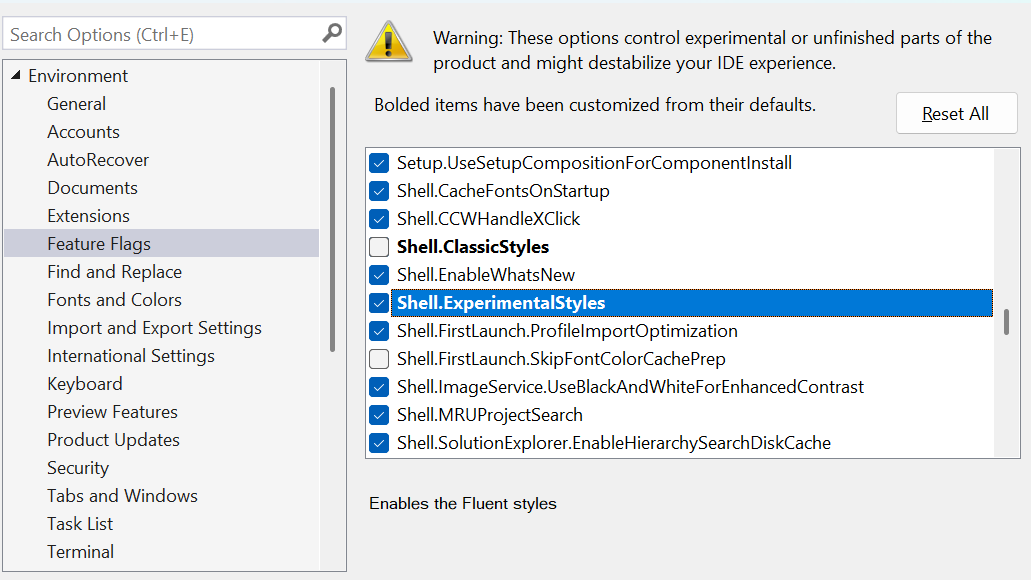 Search Options (Ctrl+E)
Environment
General
Accounts
AutoRecover
Documents
Extensions
Feature Flags
Find and Replace
Fonts and Colors
Import and Export Settings
International Settings
Keyboard
Preview Features
Product Updates
Security
Tabs and Windows
Task List
Terminal
Warning: These options control experimental or unfinished parts of the
product and might destabilize your IDE experience.
Bolded items have been customized from their defaults.
Reset All
Setup.UseSetupCompositionForComponentInstall
Shell.CacheFontsOnStartup
Shell.CCWHandleXClick
Shell.ClassicStyles
Shell.EnableWhatsNew
Shell.ExperimentalStyles
Shell.FirstLaunch.ProfileImportOptimization
Shell.FirstLaunch.SkipFontColorCachePrep
Shell.ImageService.UseBlackAndWhiteForEnhancedContrast
Shell.MRUProjectSearch
Shell.SolutionExplorer.EnableHierarchySearchDiskCache
Enables the Fluent styles